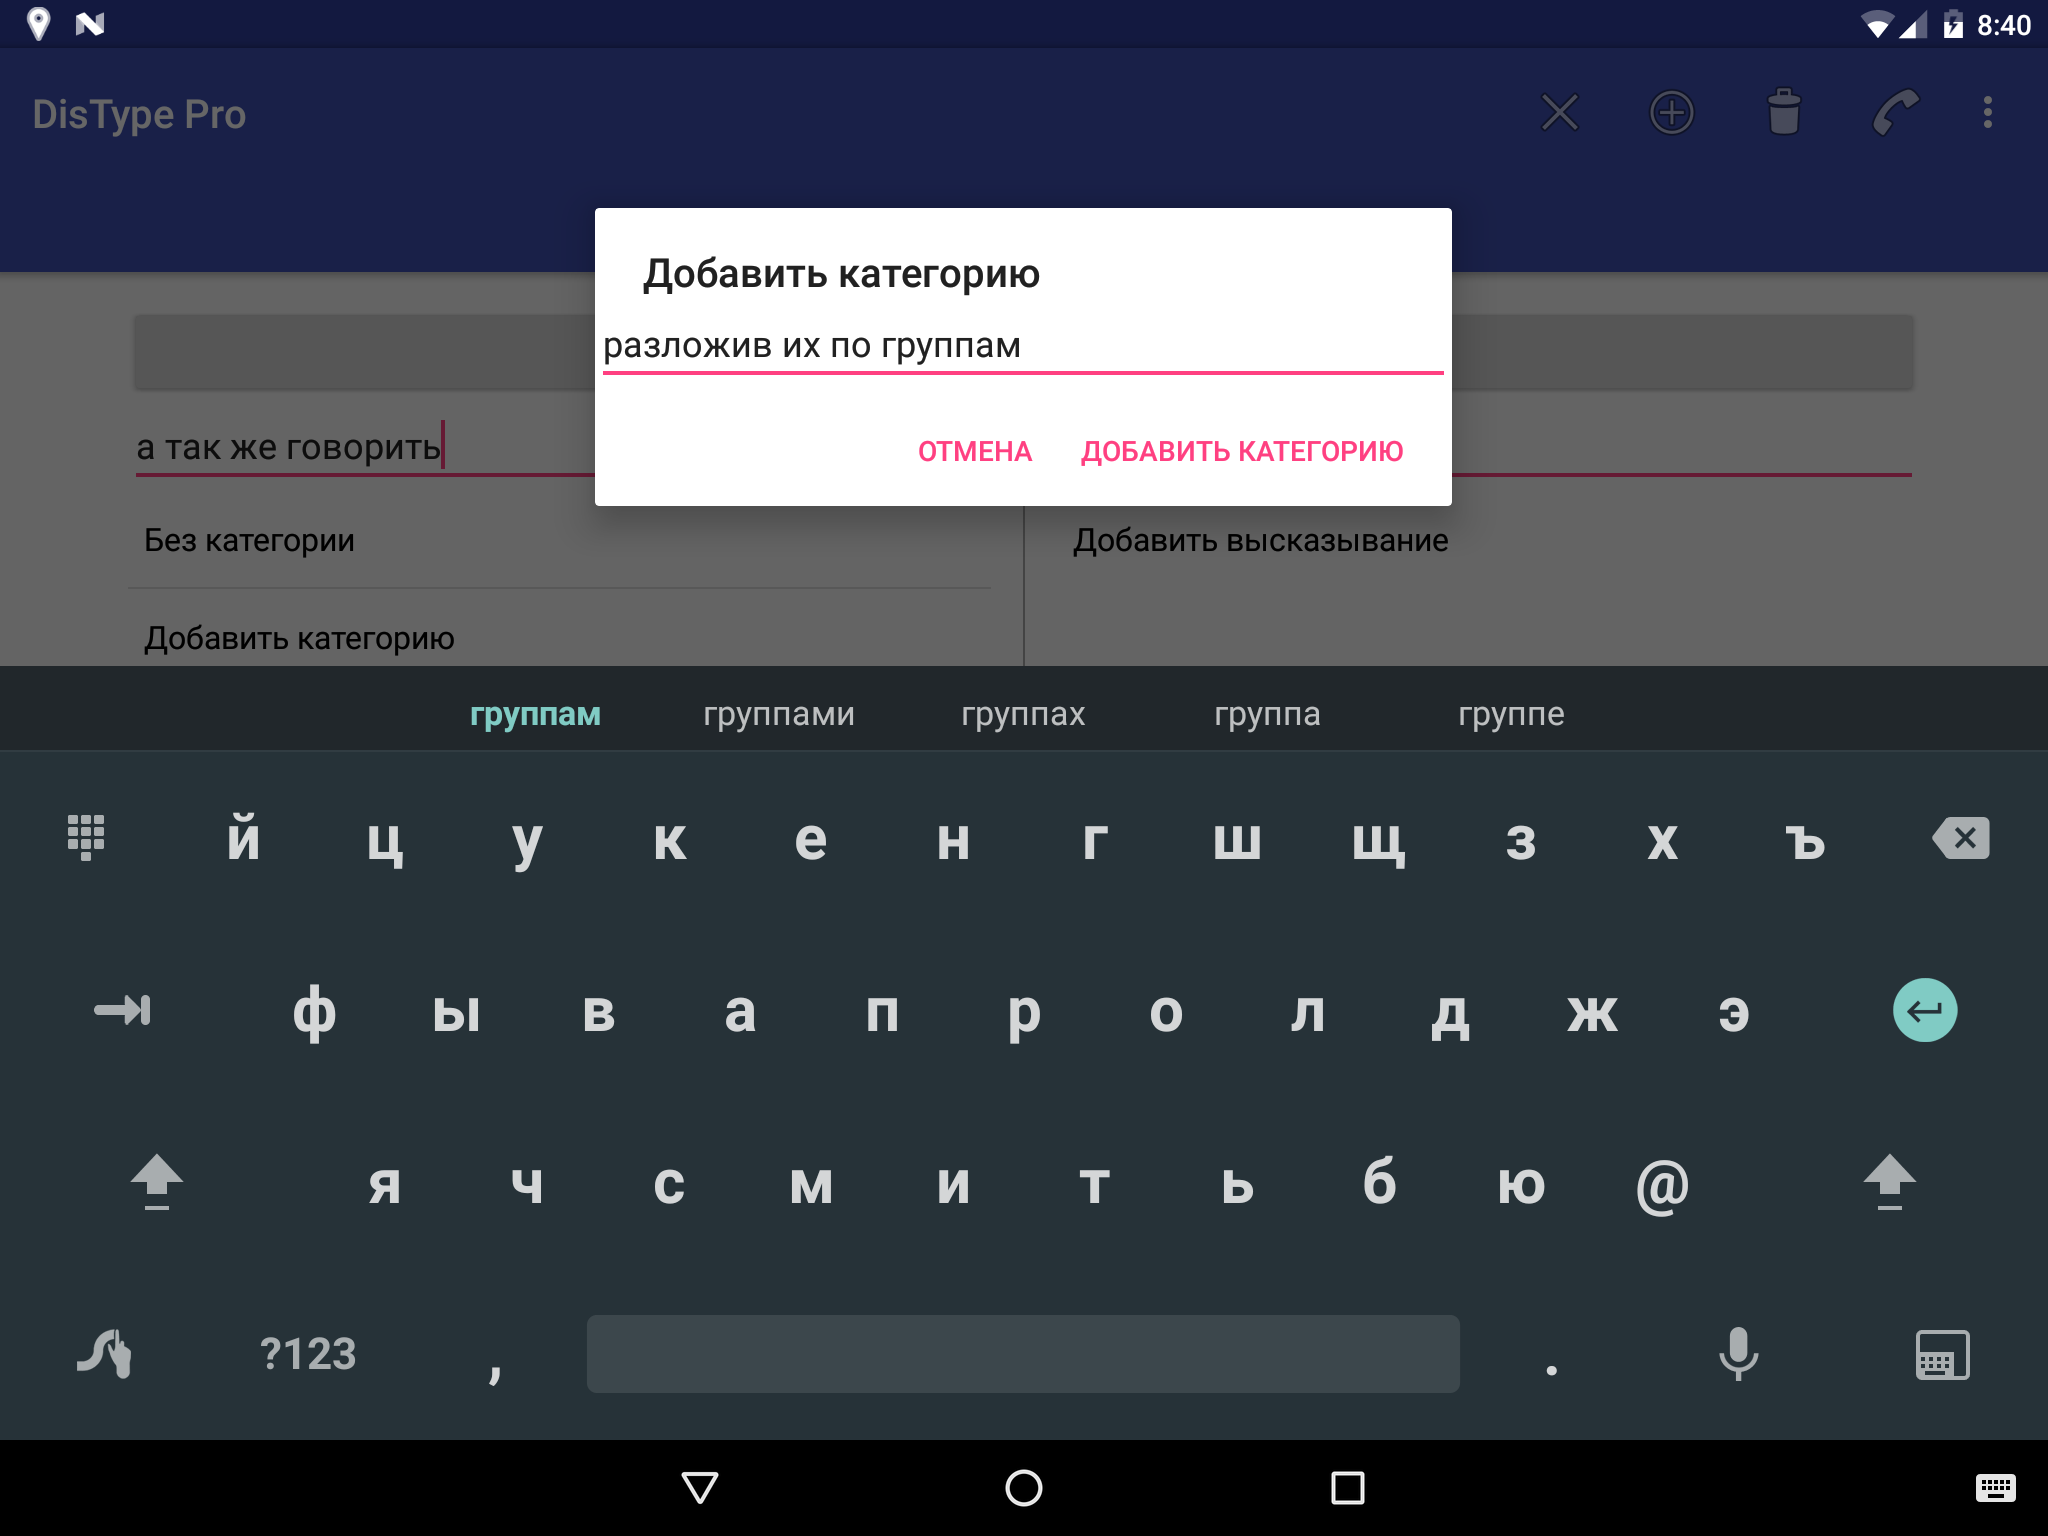 8:40
DisType Pro
Добавить категорию
разложив их по группам
ОТМЕНА ДОБАВИТЬ КАТЕГОРИЮ
а так же говорить
Без категории
Добавить высказывание
Добавить категорию
группам группами группах группа группе
й ц у к е н г ш щ з х ъ
ф ы в а п р о л д ж э
я ч с м и т ь б ю @
?123 , .